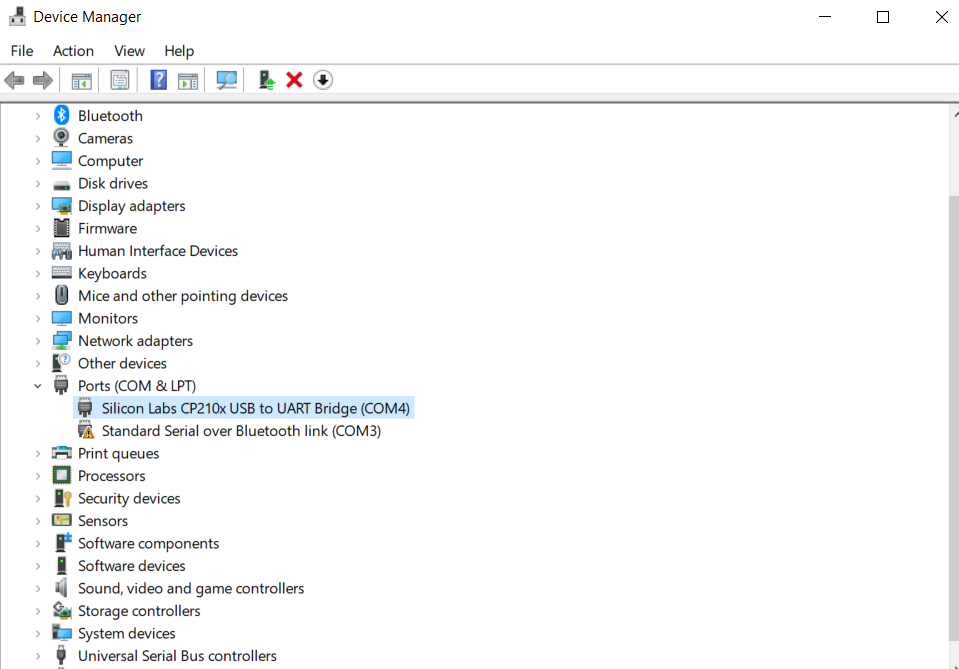 Device Manager
File Action View Help
Bluetooth
Cameras
Computer
Disk drives
Display adapters
Firmware
Human Interface Devices
Keyboards
Mice and other pointing devices
Monitors
Network adapters
Other devices
Ports (COM & LPT)
Silicon Labs CP210x USB to UART Bridge (COM4)
Standard Serial over Bluetooth link (COM3)
Print queues
Processors
Security devices
Sensors
Software components
Software devices
Sound, video and game controllers
Storage controllers
System devices
Universal Serial Bus controllers